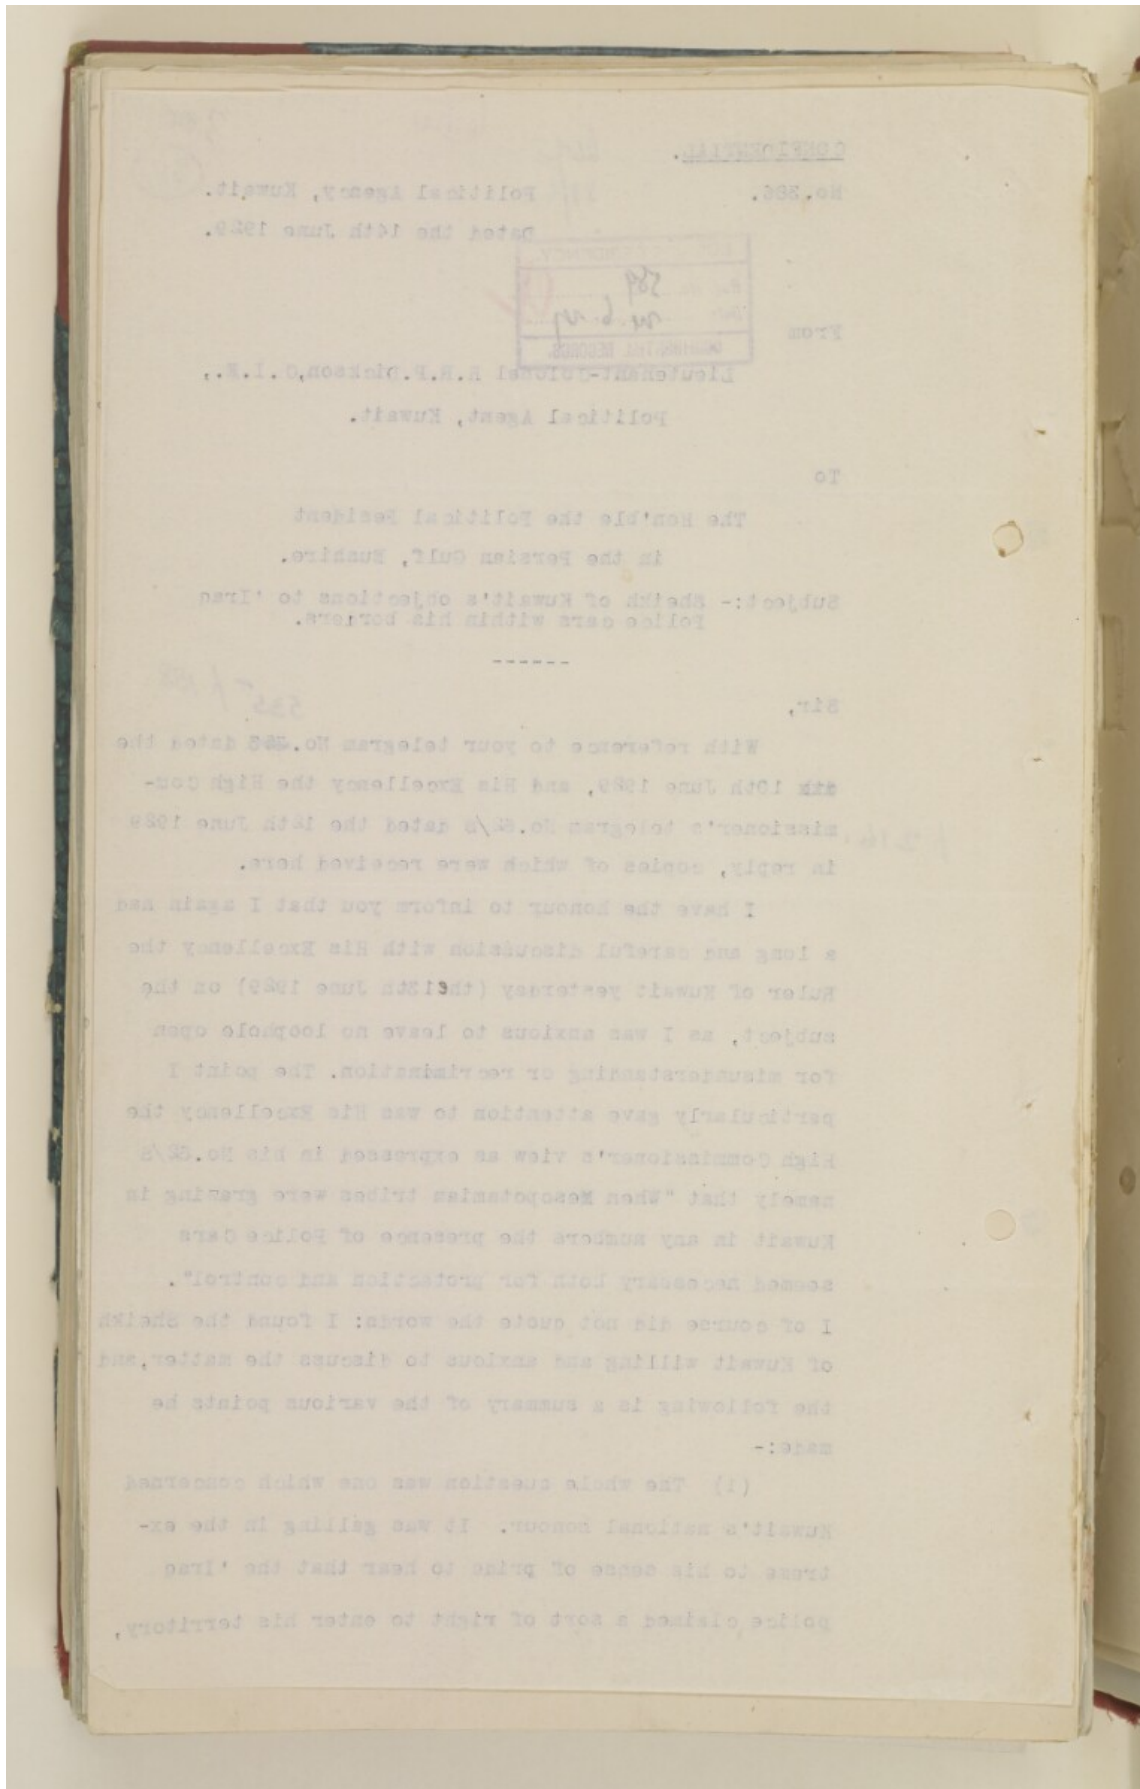 CONFIDENTIAL.
No.386. Political Agency, Kuwait.
Dated the 14th June 1929.
589
COUNFIDENTIAL RECORDS
From
Lieutenant-Colonel H.R.P.Dickson,C.I.E.,
Political Agent, Kuwait.
To
The Hon'ble the Political Resident
in the Persian Gulf, Bushire.
Subject:- Sheikh of Kuwait's objections to 'Iraq
Police cars within his borders.
------
Sir,
With reference to your telegram No. dated the
10th June 1929, and His Excellency the High Com-
missioner's telegram No.62/S dated the 12th June 1929
in reply, copies of which were received here.
I have the honour to inform you that I again had
a long and careful discussion with His Excellency the
Ruler of Kuwait yesterday (the 13th June 1929) on the
subject, as I was anxious to leave no loophole open
for misunderstanding or recrimination. The point I
particularly gave attention to was His Excellency the
High Commissioner's view as expressed in his No.62/S
namely that "When Mesopotamian tribes were grazing in
Kuwait in any numbers the presence of Police Cars
seemed necessary both for protection and control".
I of course did not quote the words: I found the Sheikh
of Kuwait willing and anxious to discuss the matter,and
the following is a summary of the various points he
made:-
(i) The whole question was one which concerned
Kuwait's national honour. It was galling in the ex-
treme to his sense of pride to hear that the 'Iraq
police claimed a sort of right to enter his territory,